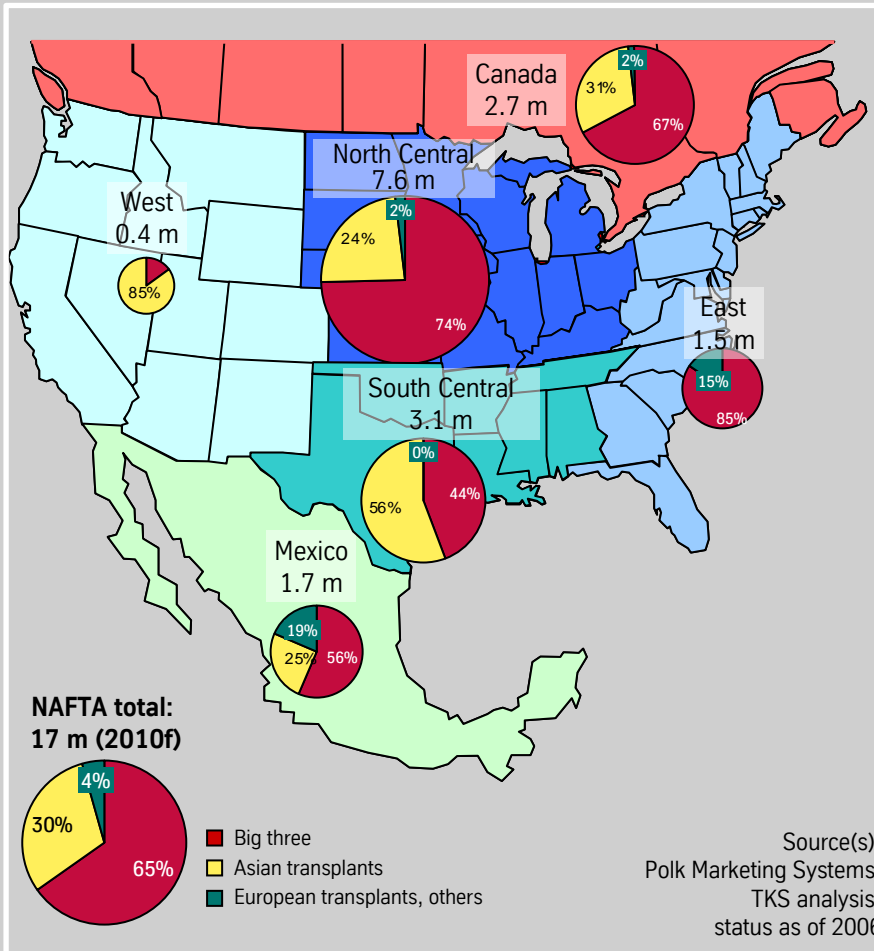 Canada
2.7 m
2%
31%
67%
North Central
7.6 m
2%
24%
74%
West
0.4 m
85%
East
1.5 m
15%
85%
South Central
3.1 m
0%
56%
44%
Mexico
1.7 m
19%
25%
56%
NAFTA total:
17 m (2010f)
4%
30%
65%
Big three
Asian transplants
European transplants, others
Source(s)
Polk Marketing Systems
TKS analysis
status as of 2006